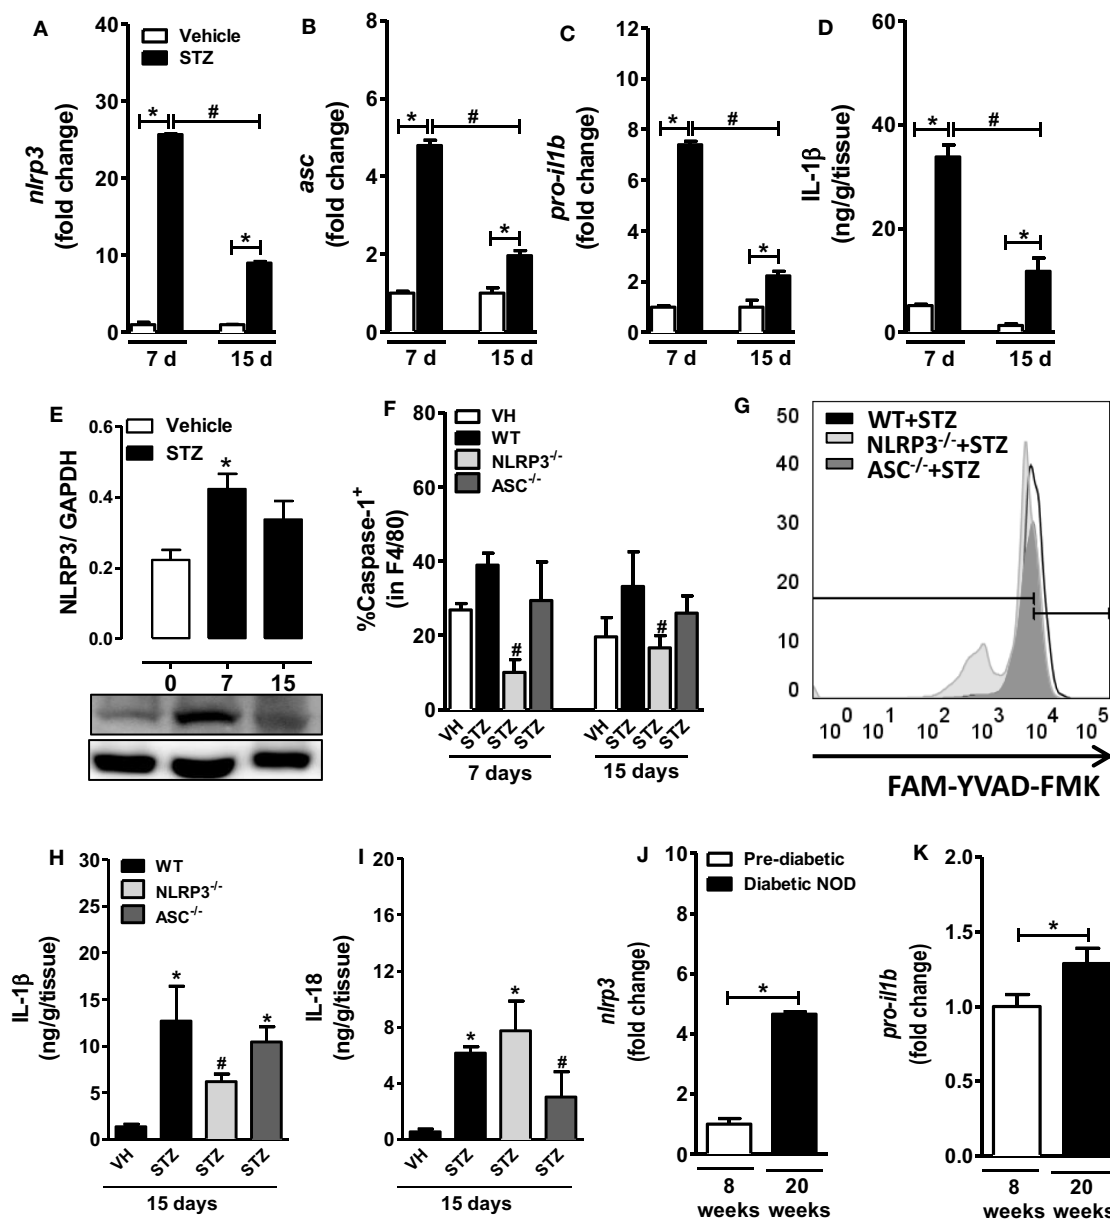 A
nlrp3
(fold change)
40
30
20
10
0
Vehicle
STZ
* #
*
7 d 15 d
B
asc
(fold change)
8
6
4
2
0
* #
*
7 d 15 d
C
pro-il1b
(fold change)
12
10
8
6
4
2
0
* #
*
7 d 15 d
D
IL-1β
(ng/g/tissue)
60
40
20
0
* #
*
7 d 15 d
E
NLRP3/ GAPDH
0.6
0.4
0.2
0.0
Vehicle
STZ
*
0 7 15
F
%Caspase-1+
(in F4/80)
80
60
40
20
0
VH
WT
NLRP3-/-
ASC-/-
# #
VH STZ STZ STZ VH STZ STZ STZ
7 days 15 days
G
50
40
30
20
10
0
WT+STZ
NLRP3-/-+STZ
ASC-/-+STZ
10^0 10^1 10^2 10^3 10^4 10^5
FAM-YVAD-FMK
H
IL-1β
(ng/g/tissue)
30
25
20
15
10
5
0
WT
NLRP3-/-
ASC-/-
* # *
VH STZ STZ STZ
15 days
I
IL-18
(ng/g/tissue)
20
16
12
8
4
0
* * #
VH STZ STZ STZ
15 days
J
nlrp3
(fold change)
10
8
6
4
2
0
Pre-diabetic
Diabetic NOD
*
8 20
weeks weeks
K
pro-il1b
(fold change)
2.0
1.5
1.0
0.5
0.0
*
8 20
weeks weeks